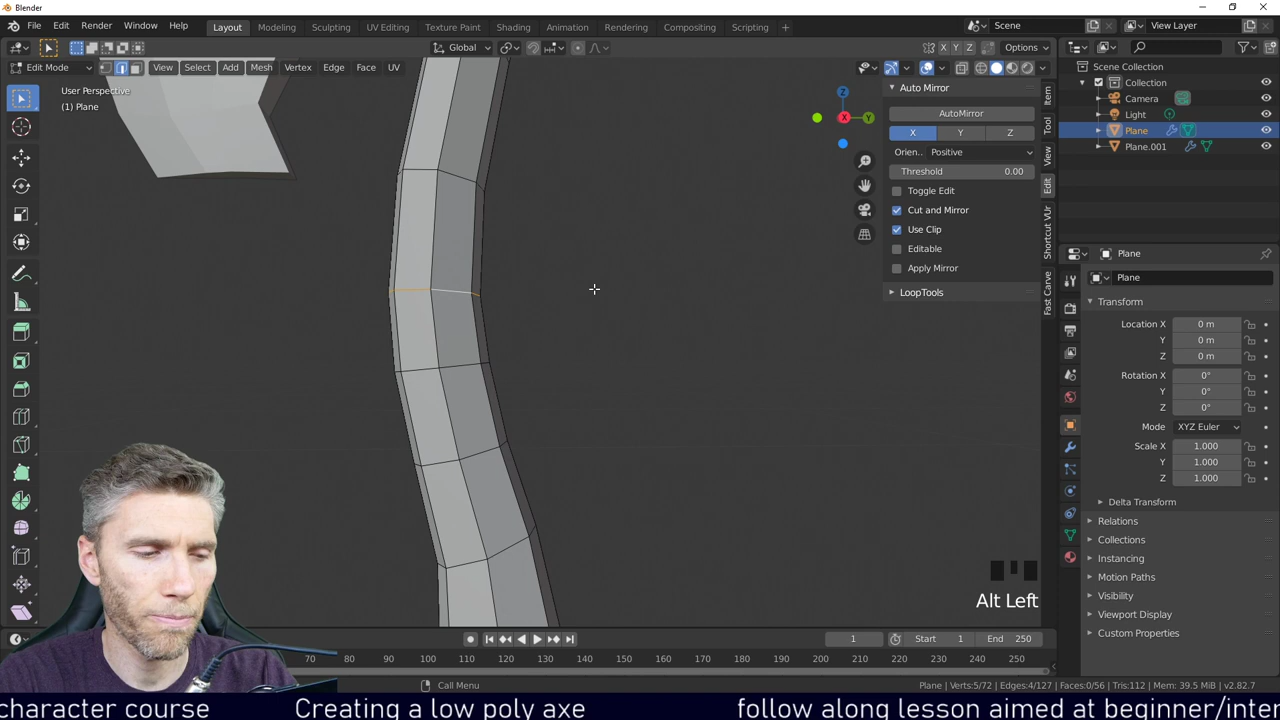 Blender
File Edit Render Window Help Layout Modeling Sculpting UV Editing Texture Paint Shading Animation Rendering Compositing Scripting + Scene View Layer
Global Options
Edit Mode View Select Add Mesh Vertex Edge Face UV X Y Z
User Perspective
(1) Plane
Z
X
Y
Auto Mirror
AutoMirror
X Y Z
Orien.. Positive
Threshold 0.00
Toggle Edit
Cut and Mirror
Use Clip
Editable
Apply Mirror
LoopTools
Item
Tool
View
Edit
Shortcut VUr
Fast Carve
Scene Collection
Collection
Camera
Light
Plane
Plane.001
Plane
Plane
Transform
Location X 0 m
Y 0 m
Z 0 m
Rotation X 0°
Y 0°
Z 0°
Mode XYZ Euler
Scale X 1.000
Y 1.000
Z 1.000
Delta Transform
Relations
Collections
Instancing
Motion Paths
Visibility
Viewport Display
Custom Properties
Alt Left
1 Start 1 End 250
70 80 90 100 110 120 130 140 150 160 170 180 190 200 210 220 230 240 250
Call Menu
Plane | Verts:5/72 | Edges:4/127 | Faces:0/56 | Tris:112 | Mem: 39.5 MiB | v2.82.7
character course Creating a low poly axe follow along lesson aimed at beginner/inter